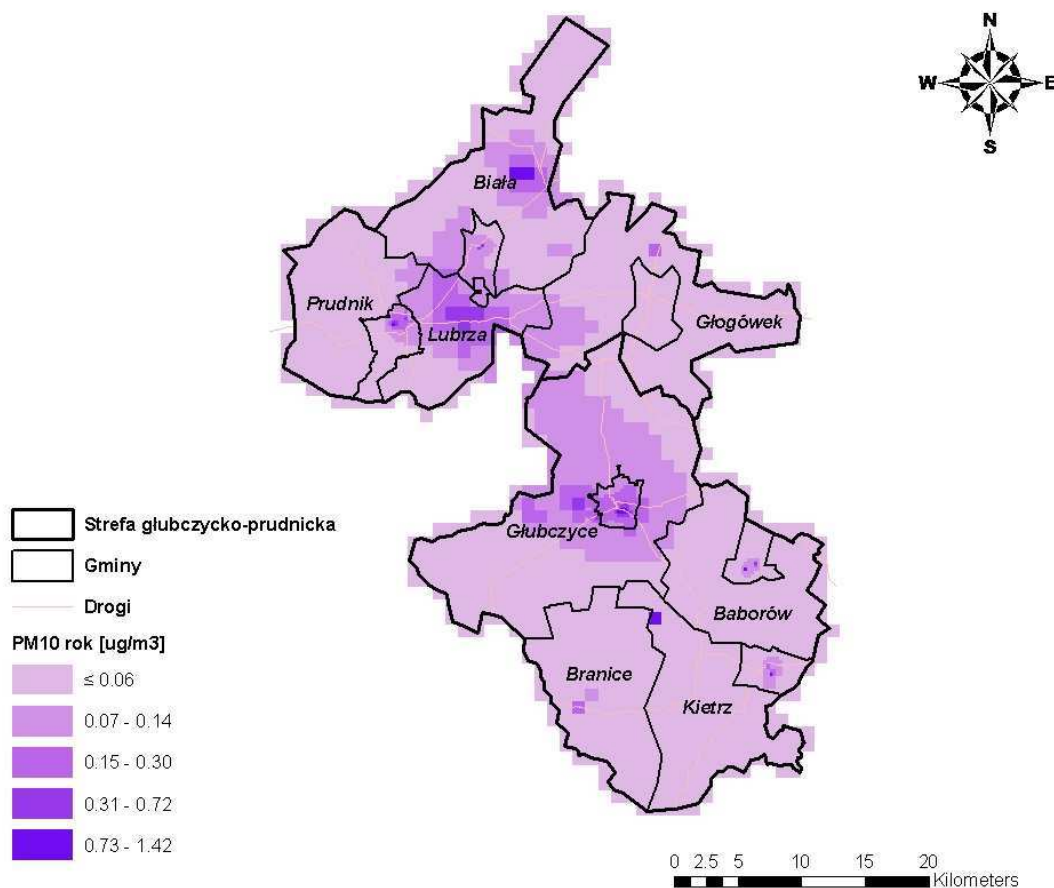 N
W E
S
Biała
Prudnik
Lubrza
Głogówek
Głubczyce
Baborów
Branice
Kietrz
Strefa głubczycko-prudnicka
Gminy
Drogi
PM10 rok [ug/m3]
≤ 0.06
0.07 - 0.14
0.15 - 0.30
0.31 - 0.72
0.73 - 1.42
0 2.5 5 10 15 20
Kilometers